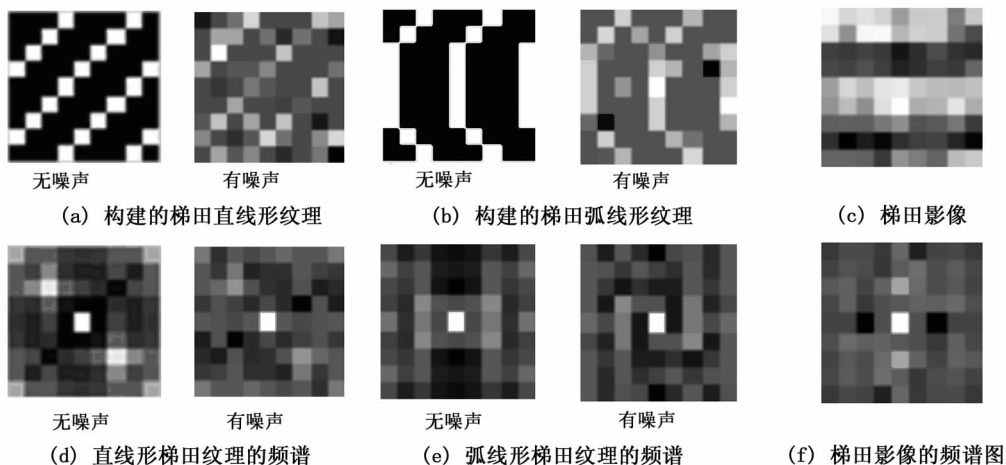 无噪声
有噪声
无噪声
有噪声
(a) 构建的梯田直线形纹理
(b) 构建的梯田弧线形纹理
(c) 梯田影像
无噪声
有噪声
无噪声
有噪声
(d) 直线形梯田纹理的频谱
(e) 弧线形梯田纹理的频谱
(f) 梯田影像的频谱图